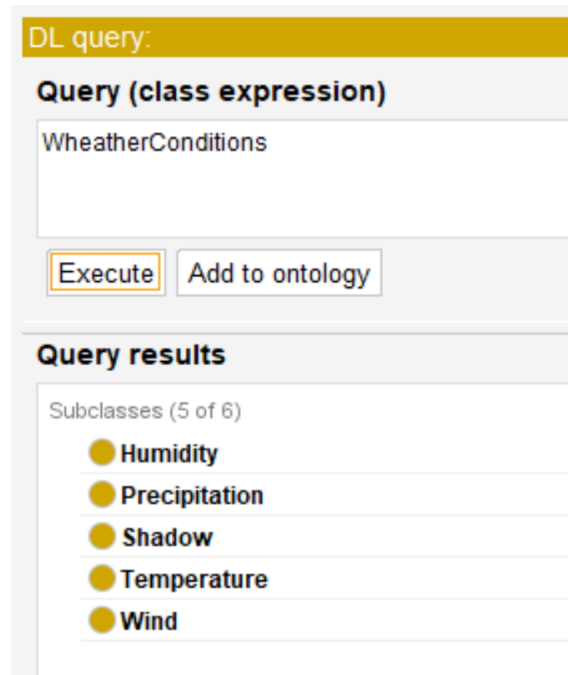 DL query:
Query (class expression)
WheatherConditions
Execute Add to ontology
Query results
Subclasses (5 of 6)
Humidity
Precipitation
Shadow
Temperature
Wind